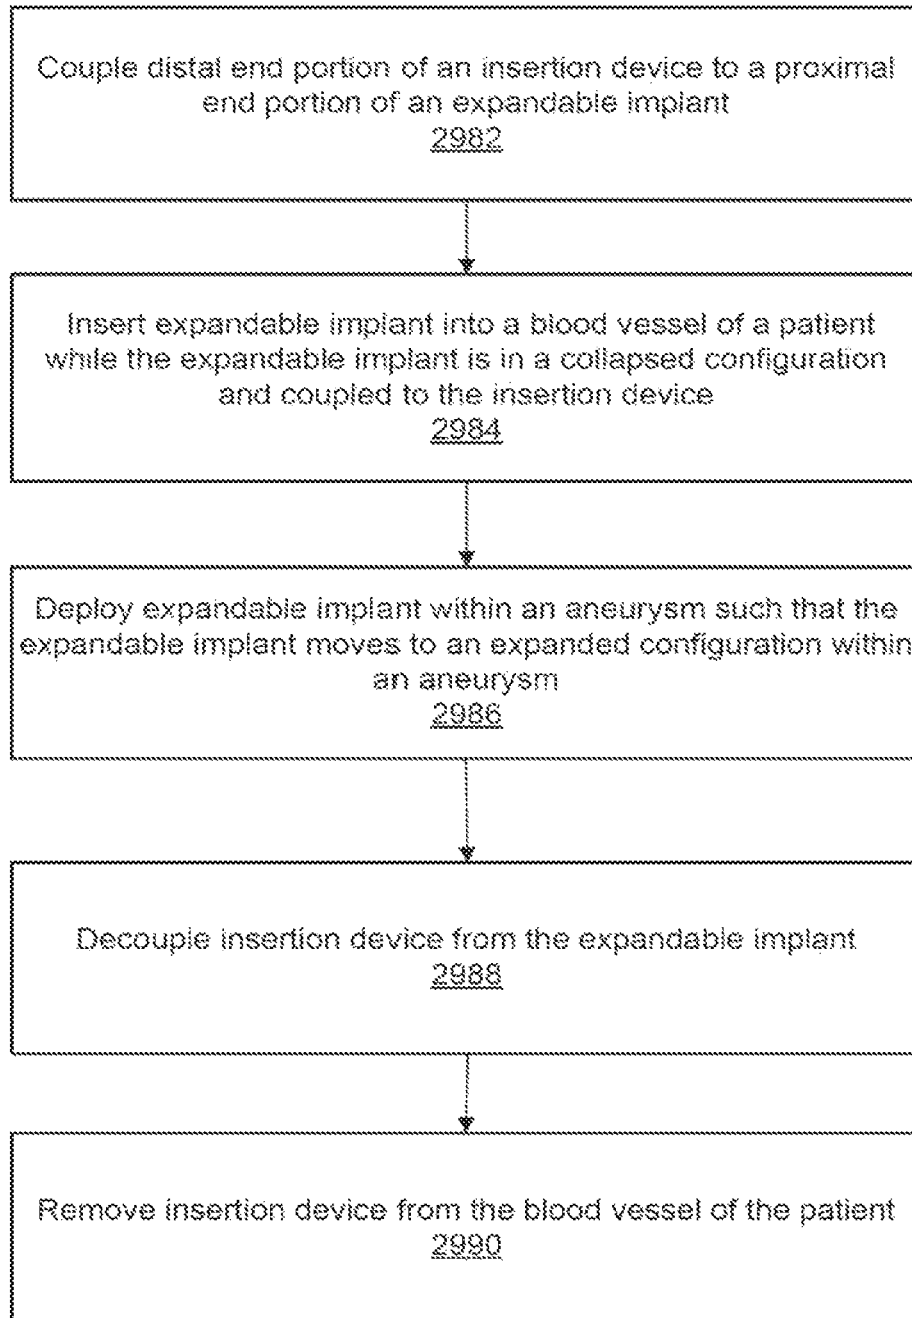 Couple distal end portion of an insertion device to a proximal
end portion of an expandable implant
2982
Insert expandable implant into a blood vessel of a patient
while the expandable implant is in a collapsed configuration
and coupled to the insertion device
2984
Deploy expandable implant within an aneurysm such that the
expandable implant moves to an expanded configuration within
an aneurysm
2986
Decouple insertion device from the expandable implant
2988
Remove insertion device from the blood vessel of the patient
2990